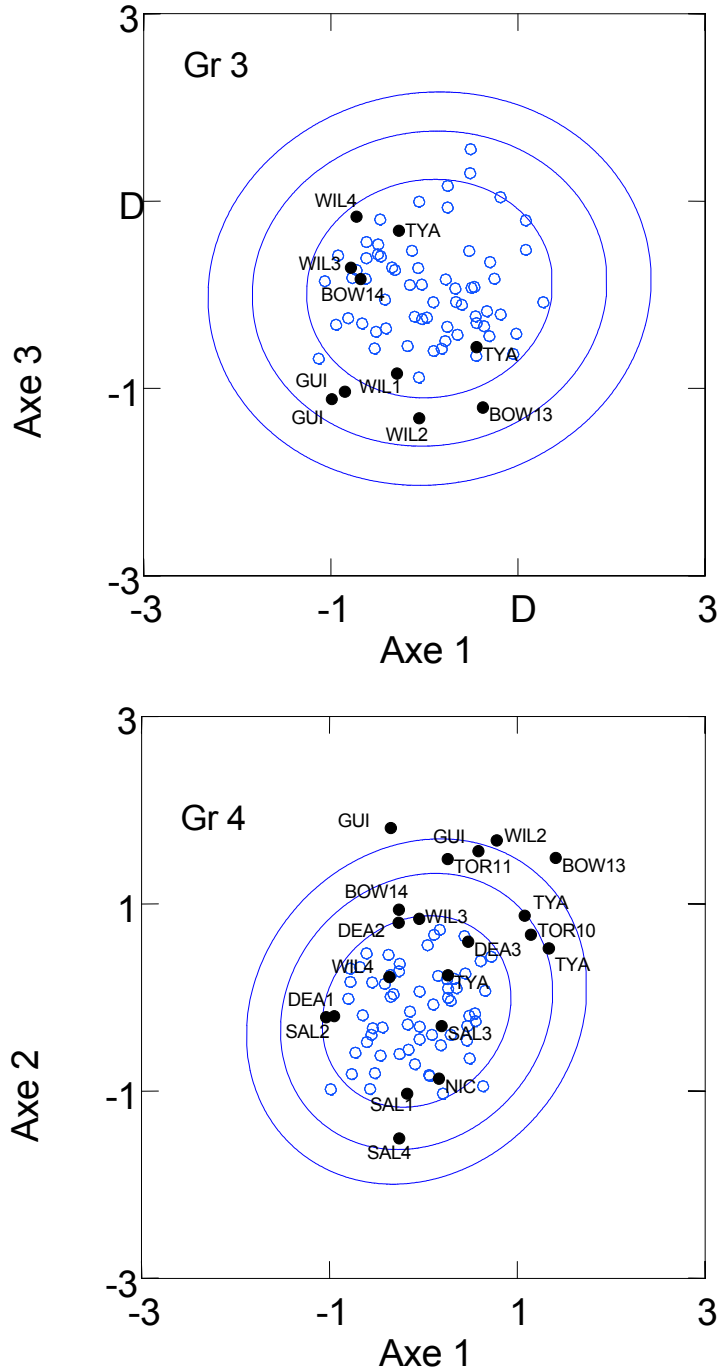 3
Gr 3
D
WIL4
TYA
WIL3
BOW14
TYA
GUI
WIL1
GUI
WIL2
BOW13
-1
-3
Axe 3
-3
-1
D
3
Axe 1
3
Gr 4
GUI
GUI
WIL2
TOR11
BOW13
BOW14
TYA
WIL3
DEA2
TOR10
DEA3
TYA
WIL4
TYA
DEA1
SAL2
SAL3
NIC
SAL1
SAL4
1
-1
-3
Axe 2
-3
-1
1
3
Axe 1